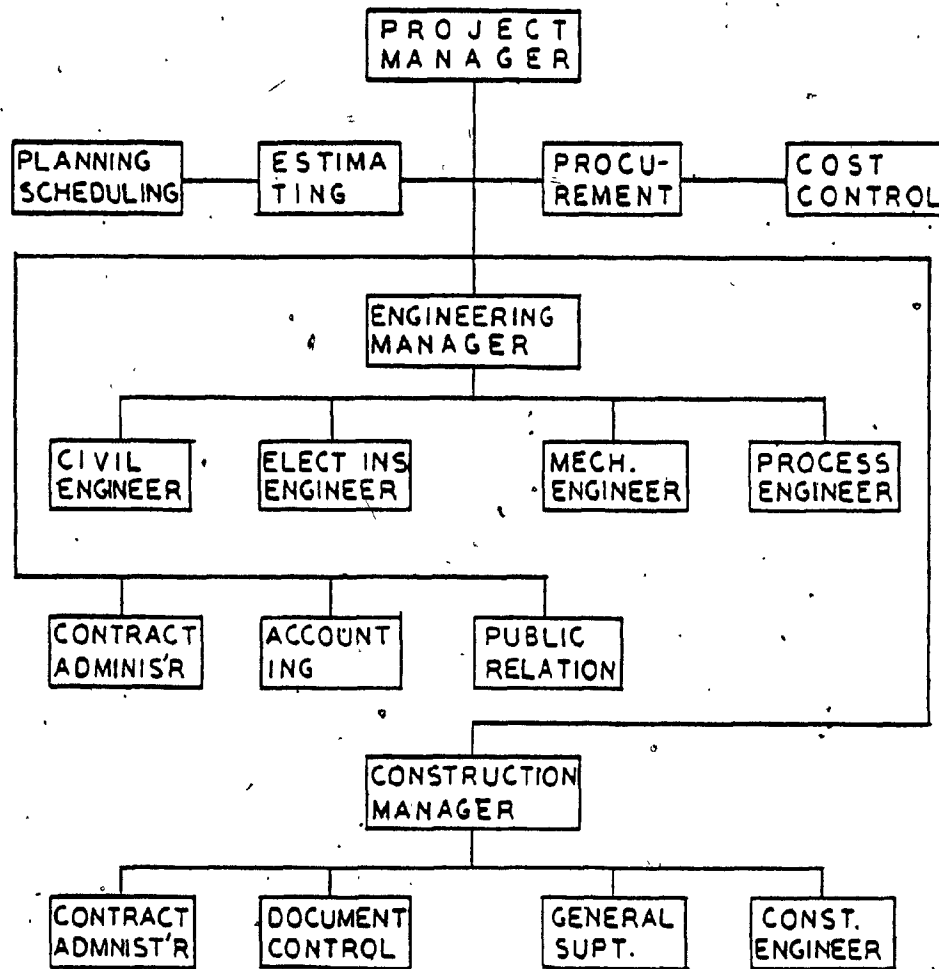 PROJECT
MANAGER
PLANNING
SCHEDULING
ESTIMA
TING
PROCU-
REMENT
COST
CONTROL
ENGINEERING
MANAGER
CIVIL
ENGINEER
ELECT INS
ENGINEER
MECH.
ENGINEER
PROCESS
ENGINEER
CONTRACT
ADMINIS'R
ACCOUNT
ING
PUBLIC
RELATION
CONSTRUCTION
MANAGER
CONTRACT
ADMNIST'R
DOCUMENT
CONTROL
GENERAL
SUPT.
CONST.
ENGINEER